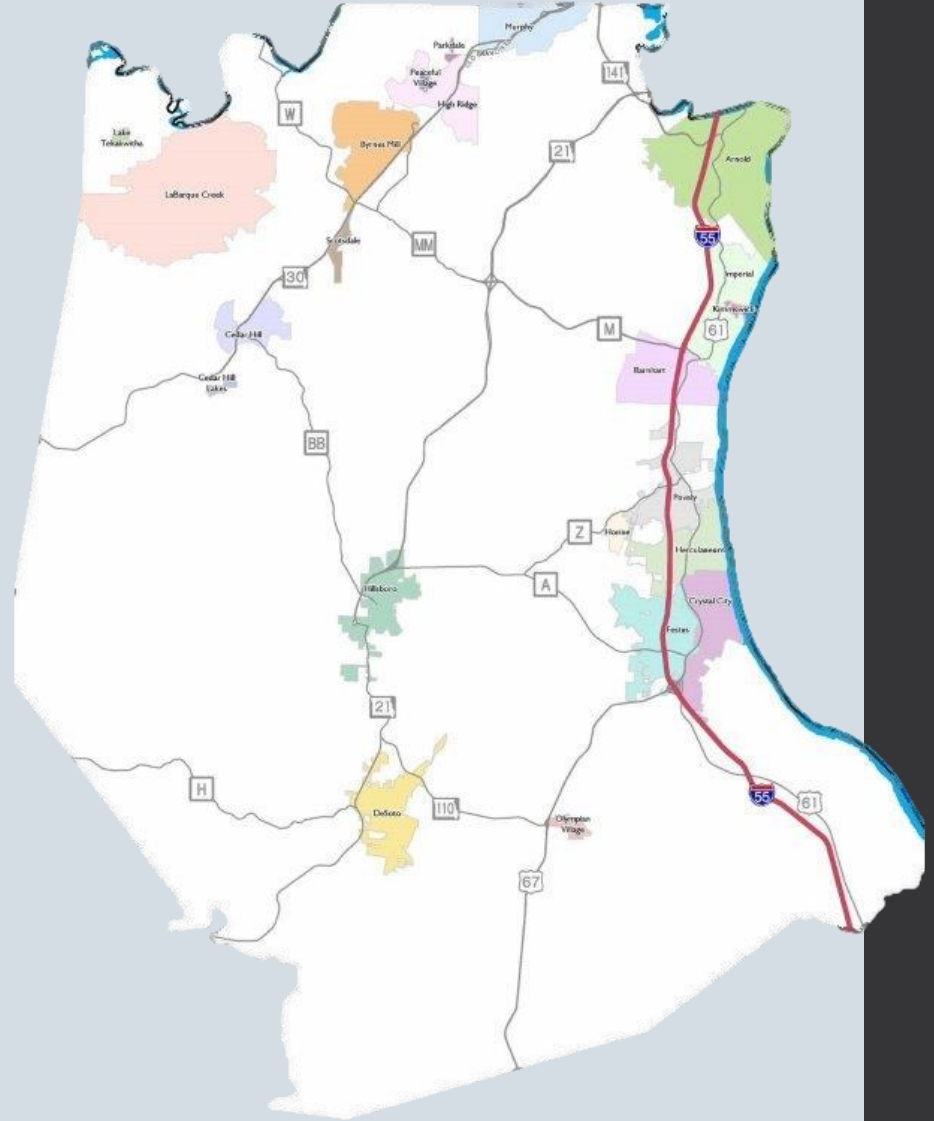 Murphy
Parkdale
Peaceful
Village
141
High Ridge
W
Lake
Tekakwitha
Byrnes Mill
21
Arnold
LaBarque Creek
55
Scotsdale
MM
30
Imperial
Kimmswick
M
61
Cedar Hill
Barnhart
Cedar Hill
Lakes
BB
Pevely
Z
Horine
Herculaneum
A
Hillsboro
Crystal City
Festus
21
H
55
61
110
DeSoto
Olympian
Village
67